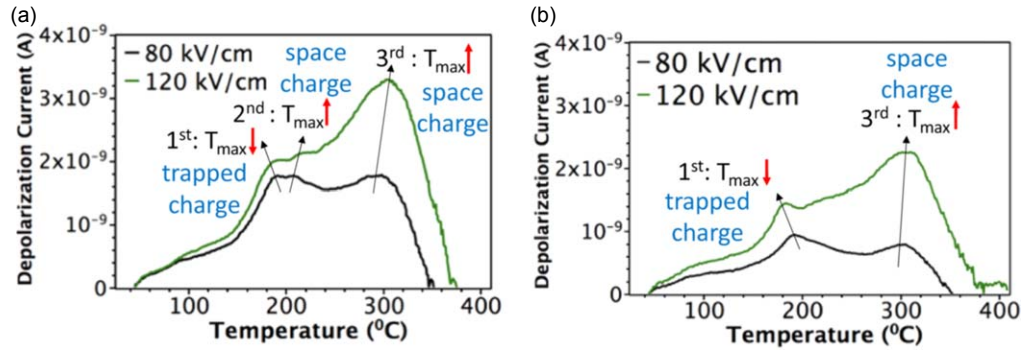 (a)
Depolarization Current (A)
4x10⁻⁹
3x10⁻⁹
2x10⁻⁹
10⁻⁹
0
80 kV/cm
120 kV/cm
space
charge
3rd : Tmax
2nd : Tmax
space
charge
1st: Tmax
trapped
charge
100
200
300
400
Temperature (⁰C)
(b)
Depolarization Current (A)
4x10⁻⁹
3x10⁻⁹
2x10⁻⁹
10⁻⁹
0
80 kV/cm
120 kV/cm
space
charge
3rd : Tmax
1st: Tmax
trapped
charge
100
200
300
400
Temperature (⁰C)